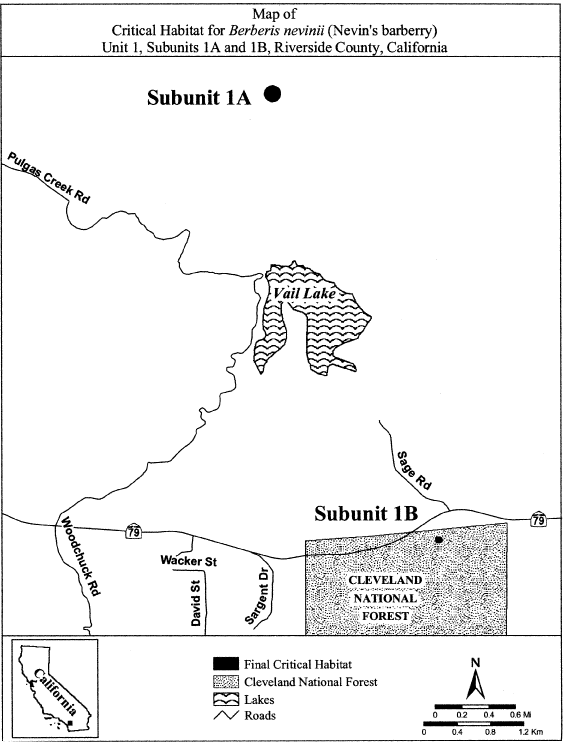 Map of
Critical Habitat for Berberis nevinii (Nevin's barberry)
Unit 1, Subunits 1A and 1B, Riverside County, California
Subunit 1A
Pulgas Creek Rd
Vail Lake
Sage Rd
Subunit 1B
79
79
Woodchuck Rd
Wacker St
David St
Sargent Dr
CLEVELAND
NATIONAL
FOREST
California
Final Critical Habitat
Cleveland National Forest
Lakes
Roads
N
0 0.2 0.4 0.6 Mi
0 0.4 0.8 1.2 Km